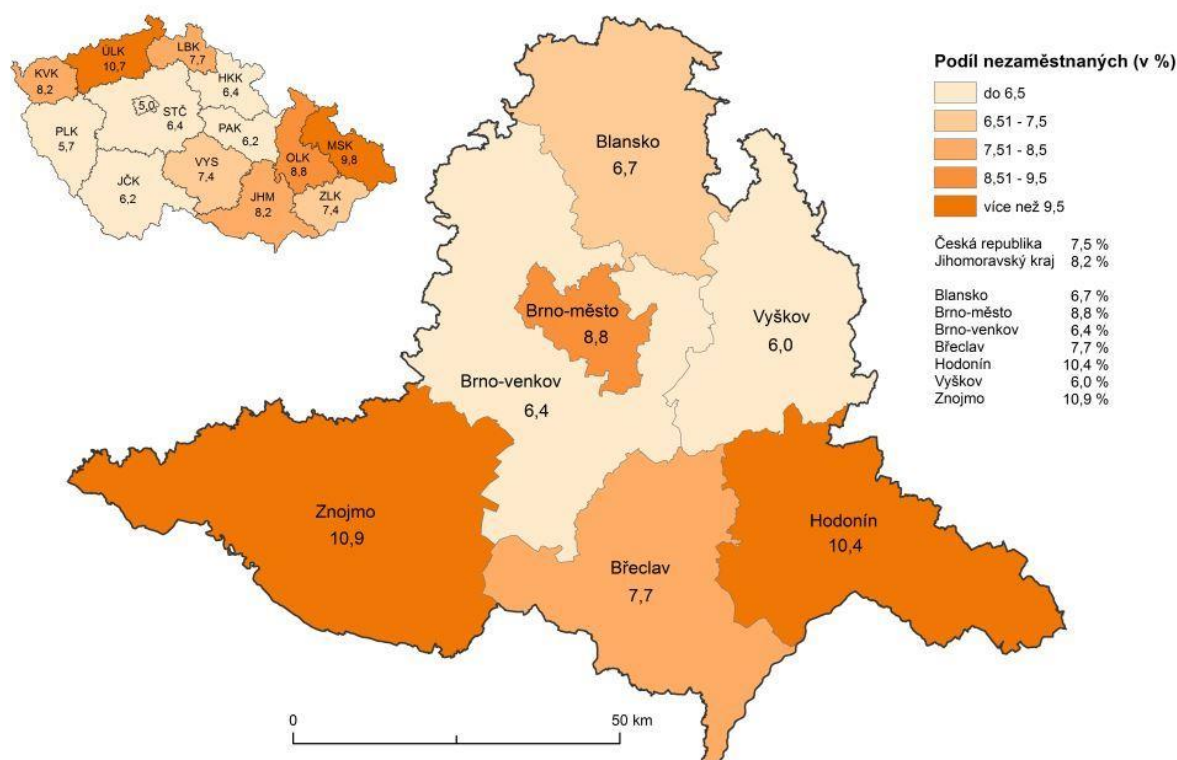 ÚLK
10,7
LBK
7,7
KVK
8,2
HKK
6,4
5,0
STČ
6,4
PAK
6,2
PLK
5,7
MSK
9,8
OLK
8,8
VYS
7,4
JČK
6,2
JHM
8,2
ZLK
7,4
Blansko
6,7
Brno-město
8,8
Vyškov
6,0
Brno-venkov
6,4
Znojmo
10,9
Hodonín
10,4
Břeclav
7,7
0
50 km
Podíl nezaměstnaných (v %)
do 6,5
6,51 - 7,5
7,51 - 8,5
8,51 - 9,5
více než 9,5
Česká republika 7,5 %
Jihomoravský kraj 8,2 %
Blansko 6,7 %
Brno-město 8,8 %
Brno-venkov 6,4 %
Břeclav 7,7 %
Hodonín 10,4 %
Vyškov 6,0 %
Znojmo 10,9 %